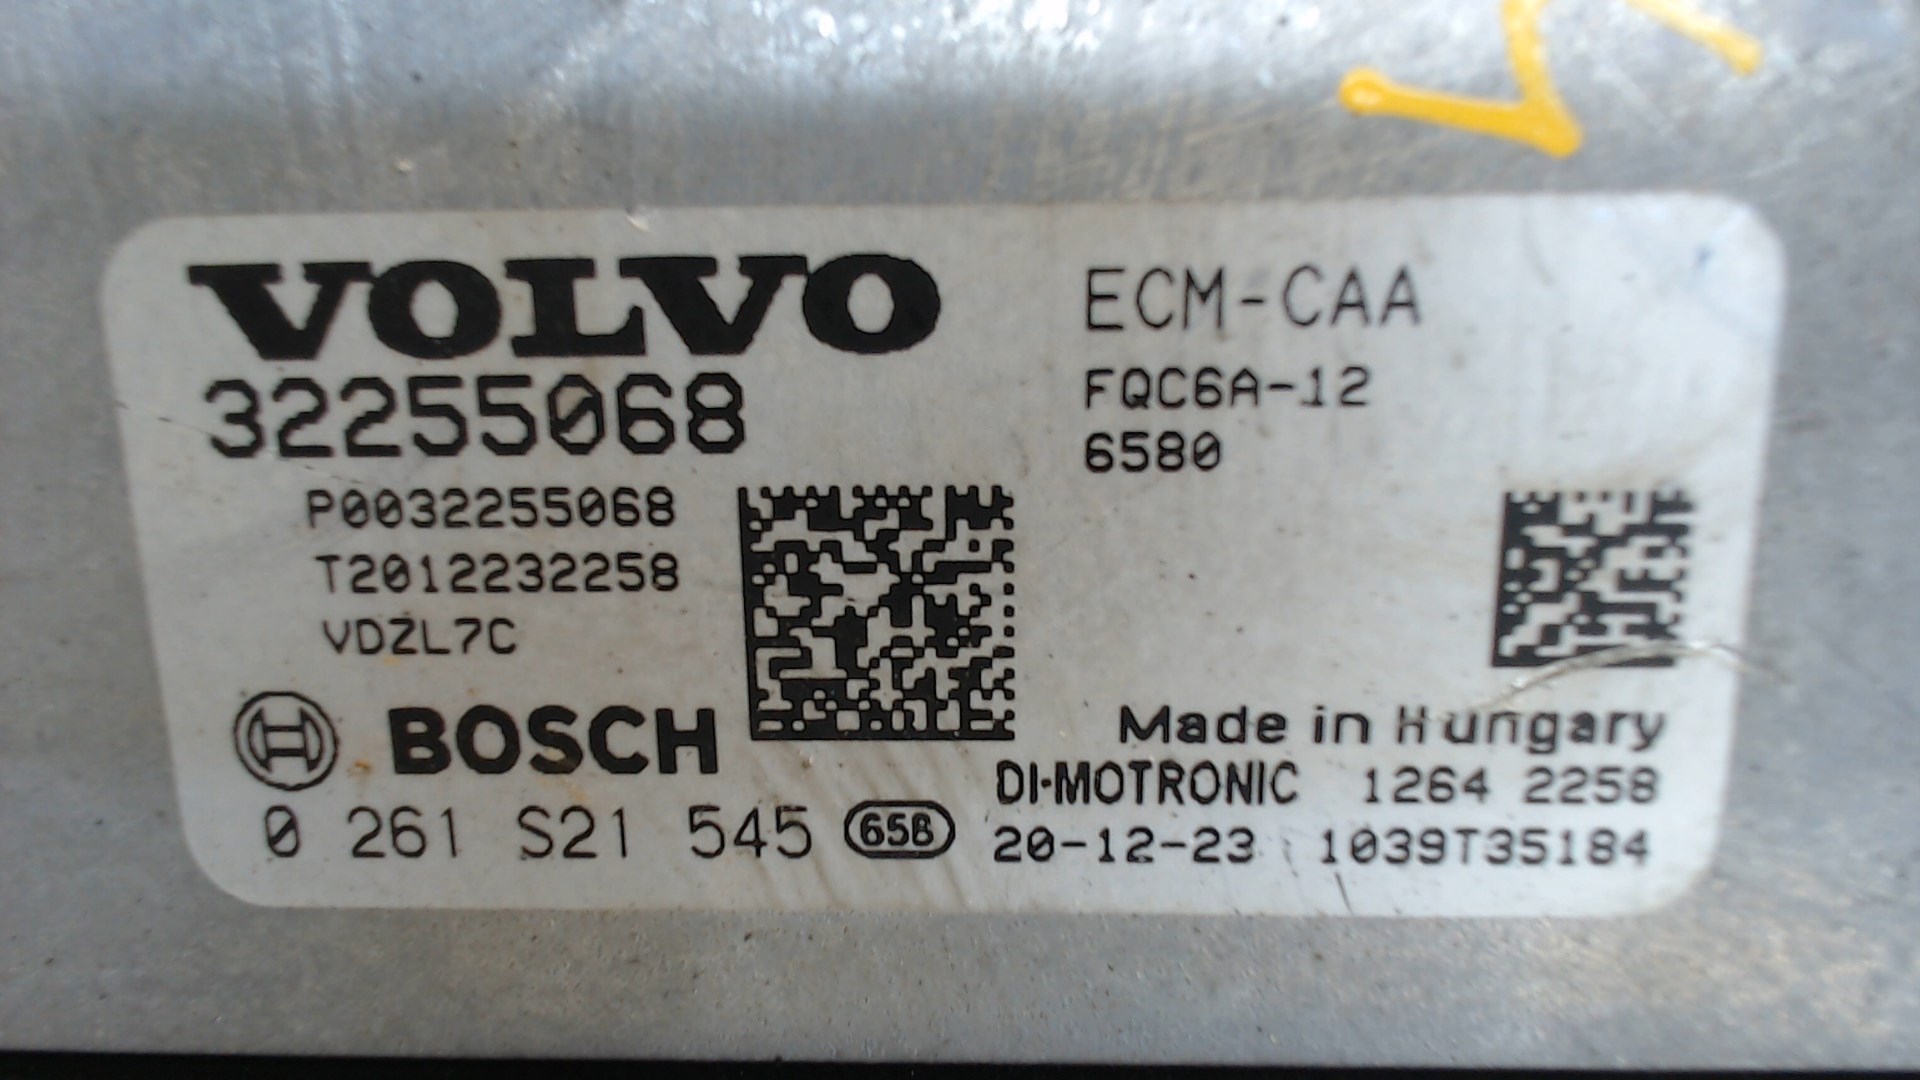 VOLVO
32255068
P0032255068
T2012232258
VDZL7C
BOSCH
0 261 S21 545 65B
ECM-CAA
FQC6A-12
6580
Made in Hungary
DI-MOTRONIC 1264 2258
20-12-23 1039T35184